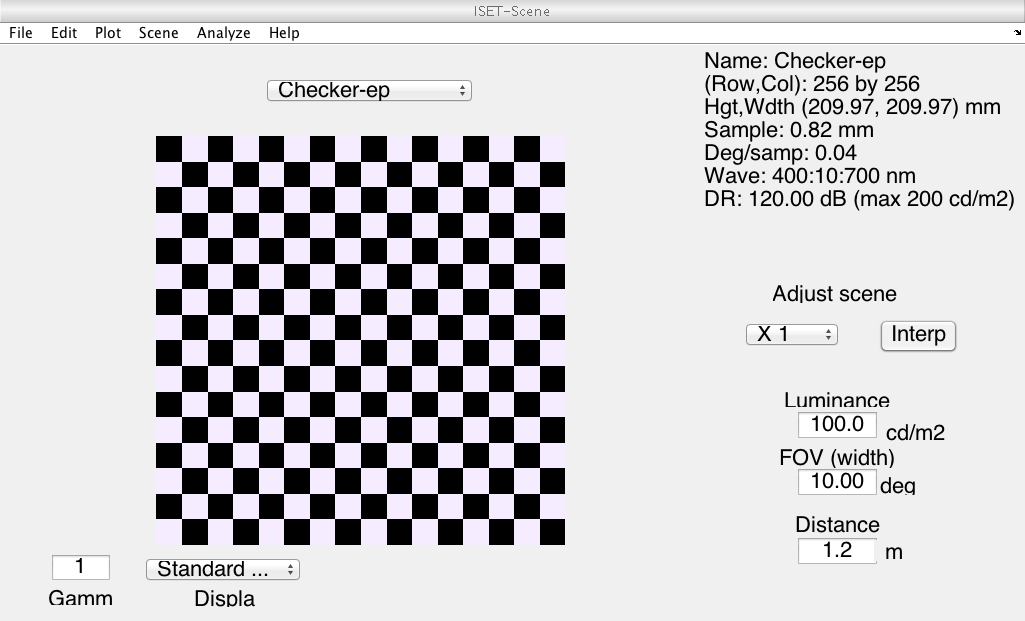 ISET-Scene
File Edit Plot Scene Analyze Help
Checker-ep
Name: Checker-ep
(Row,Col): 256 by 256
Hgt,Wdth (209.97, 209.97) mm
Sample: 0.82 mm
Deg/samp: 0.04
Wave: 400:10:700 nm
DR: 120.00 dB (max 200 cd/m2)
Adjust scene
X 1 Interp
Luminance
100.0 cd/m2
FOV (width)
10.00 deg
Distance
1.2 m
1 Standard ...
Gamm Displa